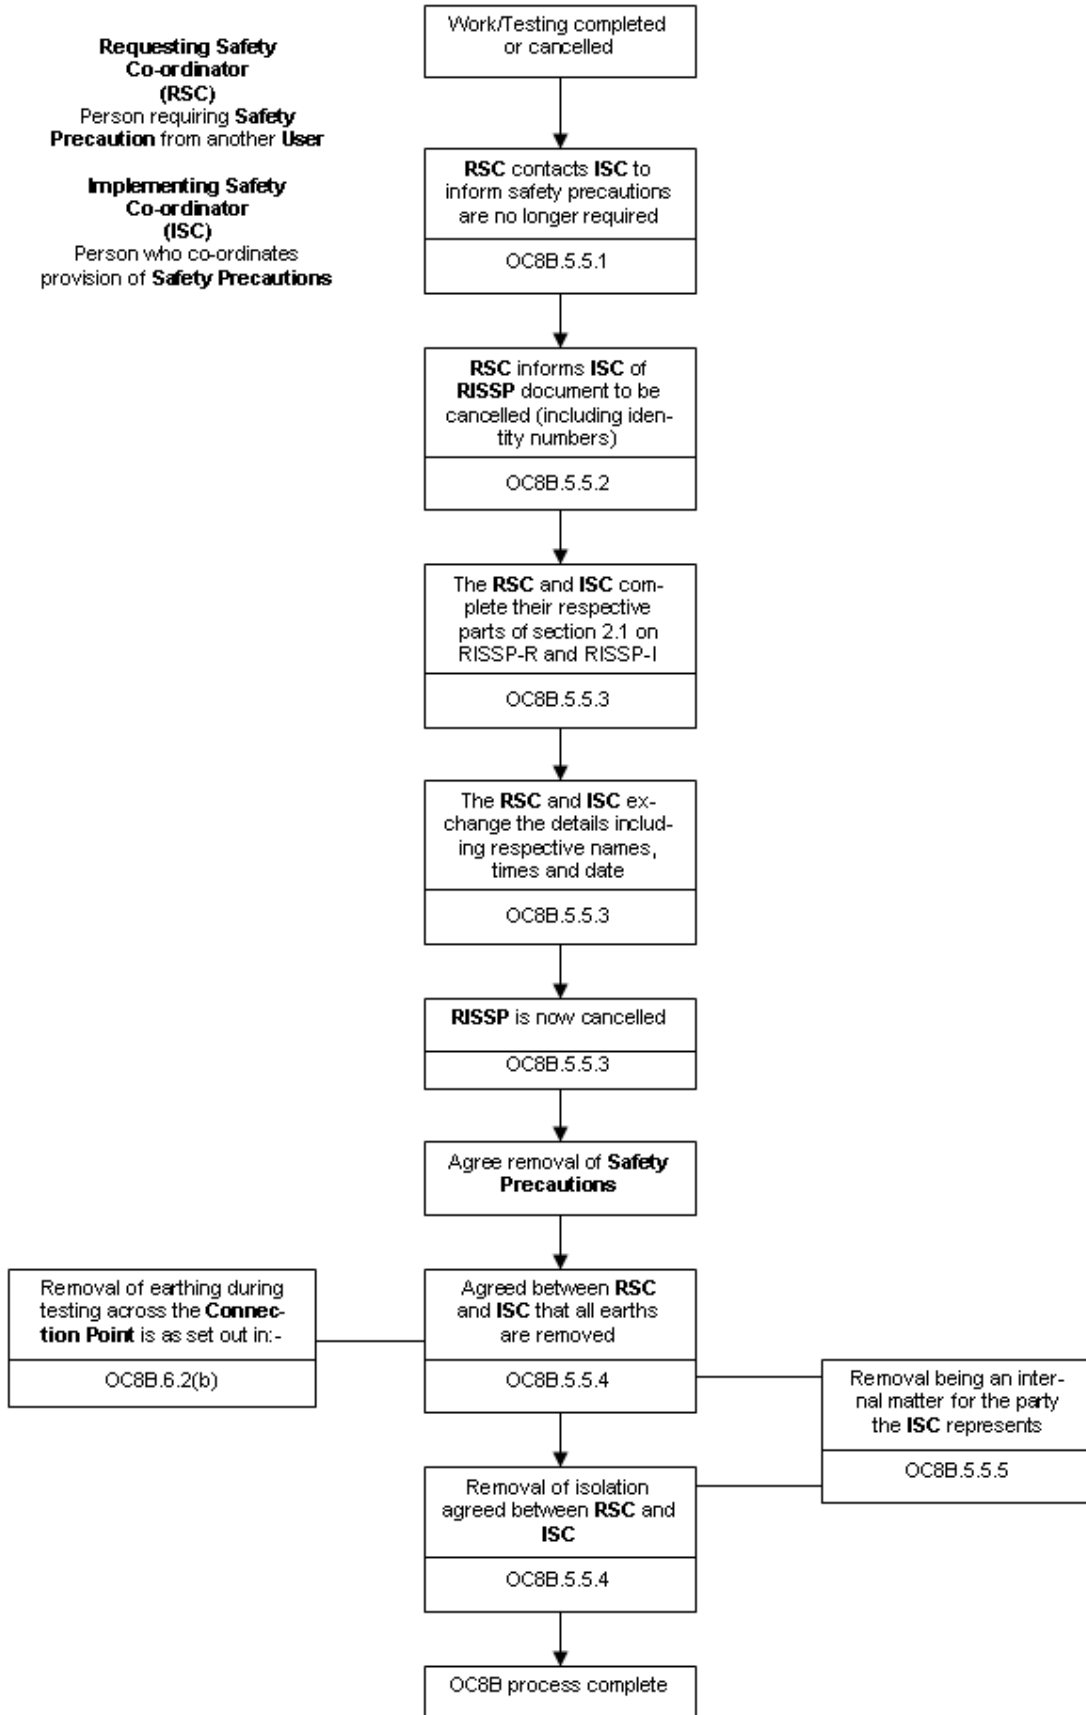 Requesting Safety
Co-ordinator
(RSC)
Person requiring Safety
Precaution from another User
Implementing Safety
Co-ordinator
(ISC)
Person who co-ordinates
provision of Safety Precautions
Work/Testing completed
or cancelled
RSC contacts ISC to
inform safety precautions
are no longer required
OC8B.5.5.1
RSC informs ISC of
RISSP document to be
cancelled (including iden-
tity numbers)
OC8B.5.5.2
The RSC and ISC com-
plete their respective
parts of section 2.1 on
RISSP-R and RISSP-I
OC8B.5.5.3
The RSC and ISC ex-
change the details includ-
ing respective names,
times and date
OC8B.5.5.3
RISSP is now cancelled
OC8B.5.5.3
Agree removal of Safety
Precautions
Removal of earthing during
testing across the Connec-
tion Point is as set out in:-
OC8B.6.2(b)
Agreed between RSC
and ISC that all earths
are removed
OC8B.5.5.4
Removal being an inter-
nal matter for the party
the ISC represents
OC8B.5.5.5
Removal of isolation
agreed between RSC and
ISC
OC8B.5.5.4
OC8B process complete